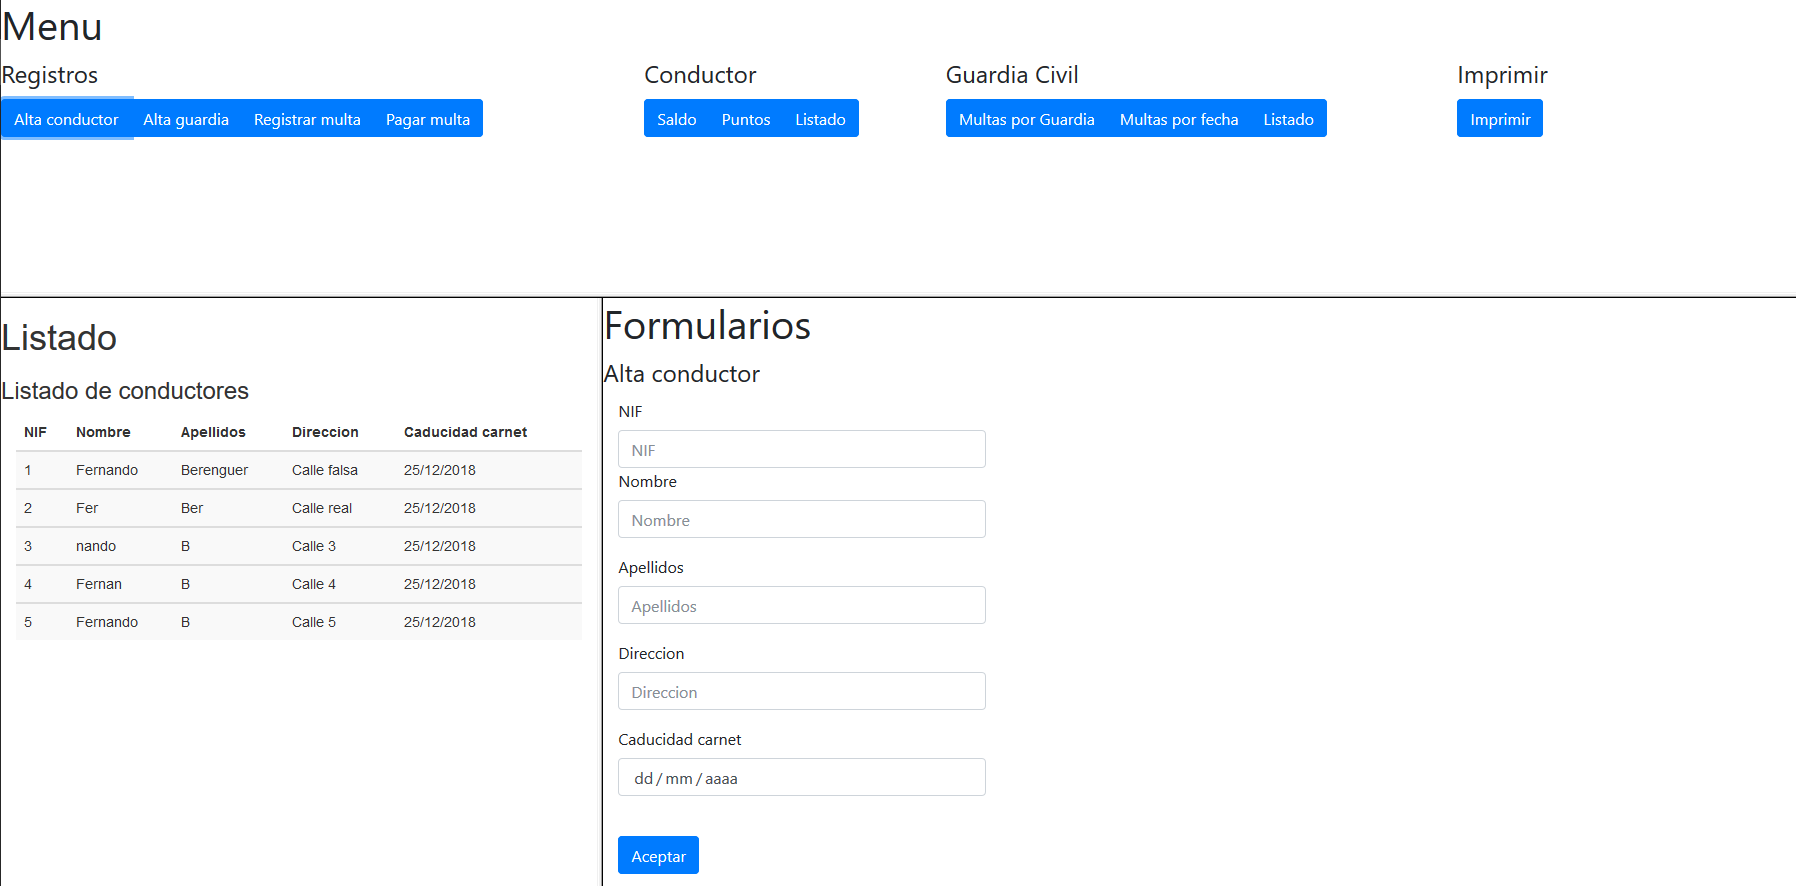 Menu
Registros Conductor Guardia Civil Imprimir
Alta conductor Alta guardia Registrar multa Pagar multa Saldo Puntos Listado Multas por Guardia Multas por fecha Listado Imprimir
Listado
Listado de conductores
NIF Nombre Apellidos Direccion Caducidad carnet
1 Fernando Berenguer Calle falsa 25/12/2018
2 Fer Ber Calle real 25/12/2018
3 nando B Calle 3 25/12/2018
4 Fernan B Calle 4 25/12/2018
5 Fernando B Calle 5 25/12/2018
Formularios
Alta conductor
NIF
NIF
Nombre
Nombre
Apellidos
Apellidos
Direccion
Direccion
Caducidad carnet
dd / mm / aaaa
Aceptar